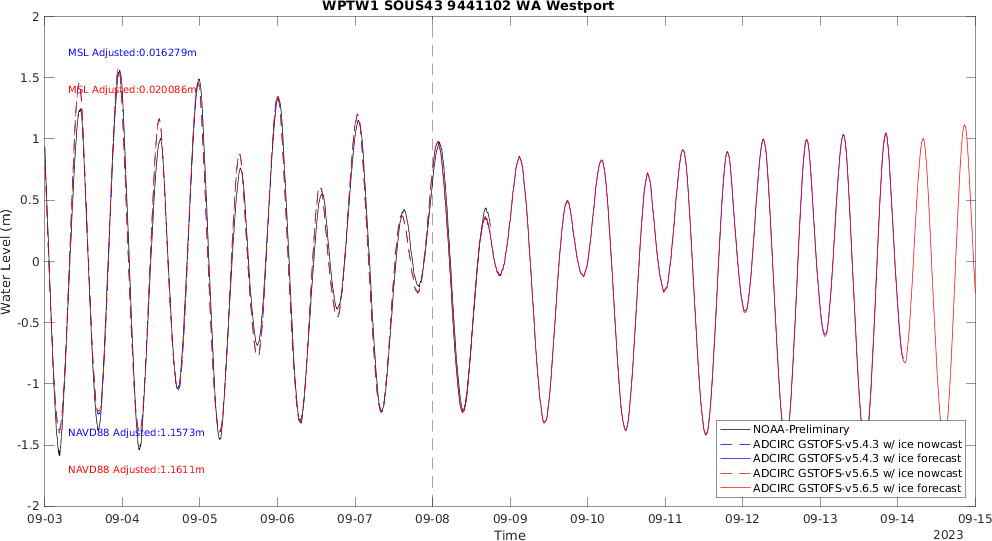 WPTW1 SOUS43 9441102 WA Westport
2
1.5
1
0.5
0
-0.5
-1
-1.5
-2
Water Level (m)
MSL Adjusted:0.016279m
MSL Adjusted:0.020086m
NAVD88 Adjusted:1.1573m
NAVD88 Adjusted:1.1611m
NOAA-Preliminary
ADCIRC GSTOFS-v5.4.3 w/ ice nowcast
ADCIRC GSTOFS-v5.4.3 w/ ice forecast
ADCIRC GSTOFS-v5.6.5 w/ ice nowcast
ADCIRC GSTOFS-v5.6.5 w/ ice forecast
09-03 09-04 09-05 09-06 09-07 09-08 09-09 09-10 09-11 09-12 09-13 09-14 09-15
Time
2023